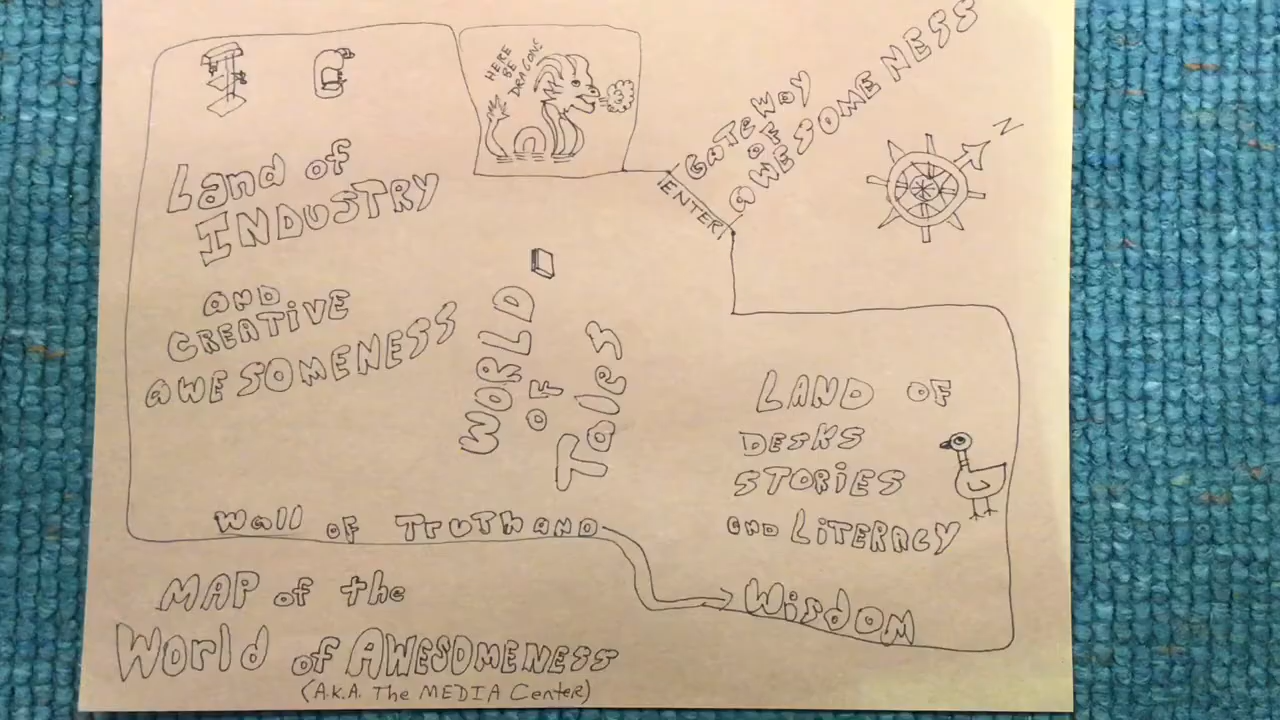 HERE
BE
DRAGONS
GATEWAY
OF
AWESOMENESS
ENTER
N
Land of
INDUSTRY
AND
CREATIVE
AWESOMENESS
WORLD
OF
Tales
LAND OF
DESKS
STORIES
AND LITERACY
Wall OF TRUTH AND
Wisdom
MAP of the
World of AWESOMENESS
(A.K.A. The MEDIA Center)